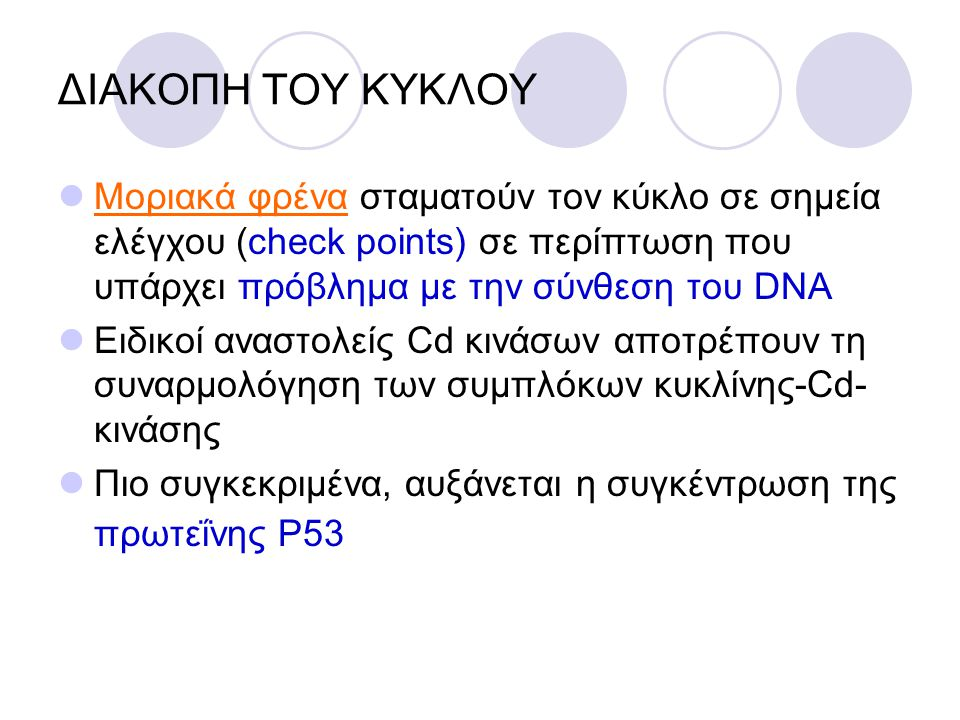 ΔΙΑΚΟΠΗ ΤΟΥ ΚΥΚΛΟΥ
Μοριακά φρένα σταματούν τον κύκλο σε σημεία
ελέγχου (check points) σε περίπτωση που
υπάρχει πρόβλημα με την σύνθεση του DNA
Ειδικοί αναστολείς Cd κινάσων αποτρέπουν τη
συναρμολόγηση των συμπλόκων κυκλίνης-Cd-
κινάσης
Πιο συγκεκριμένα, αυξάνεται η συγκέντρωση της
πρωτεΐνης P53